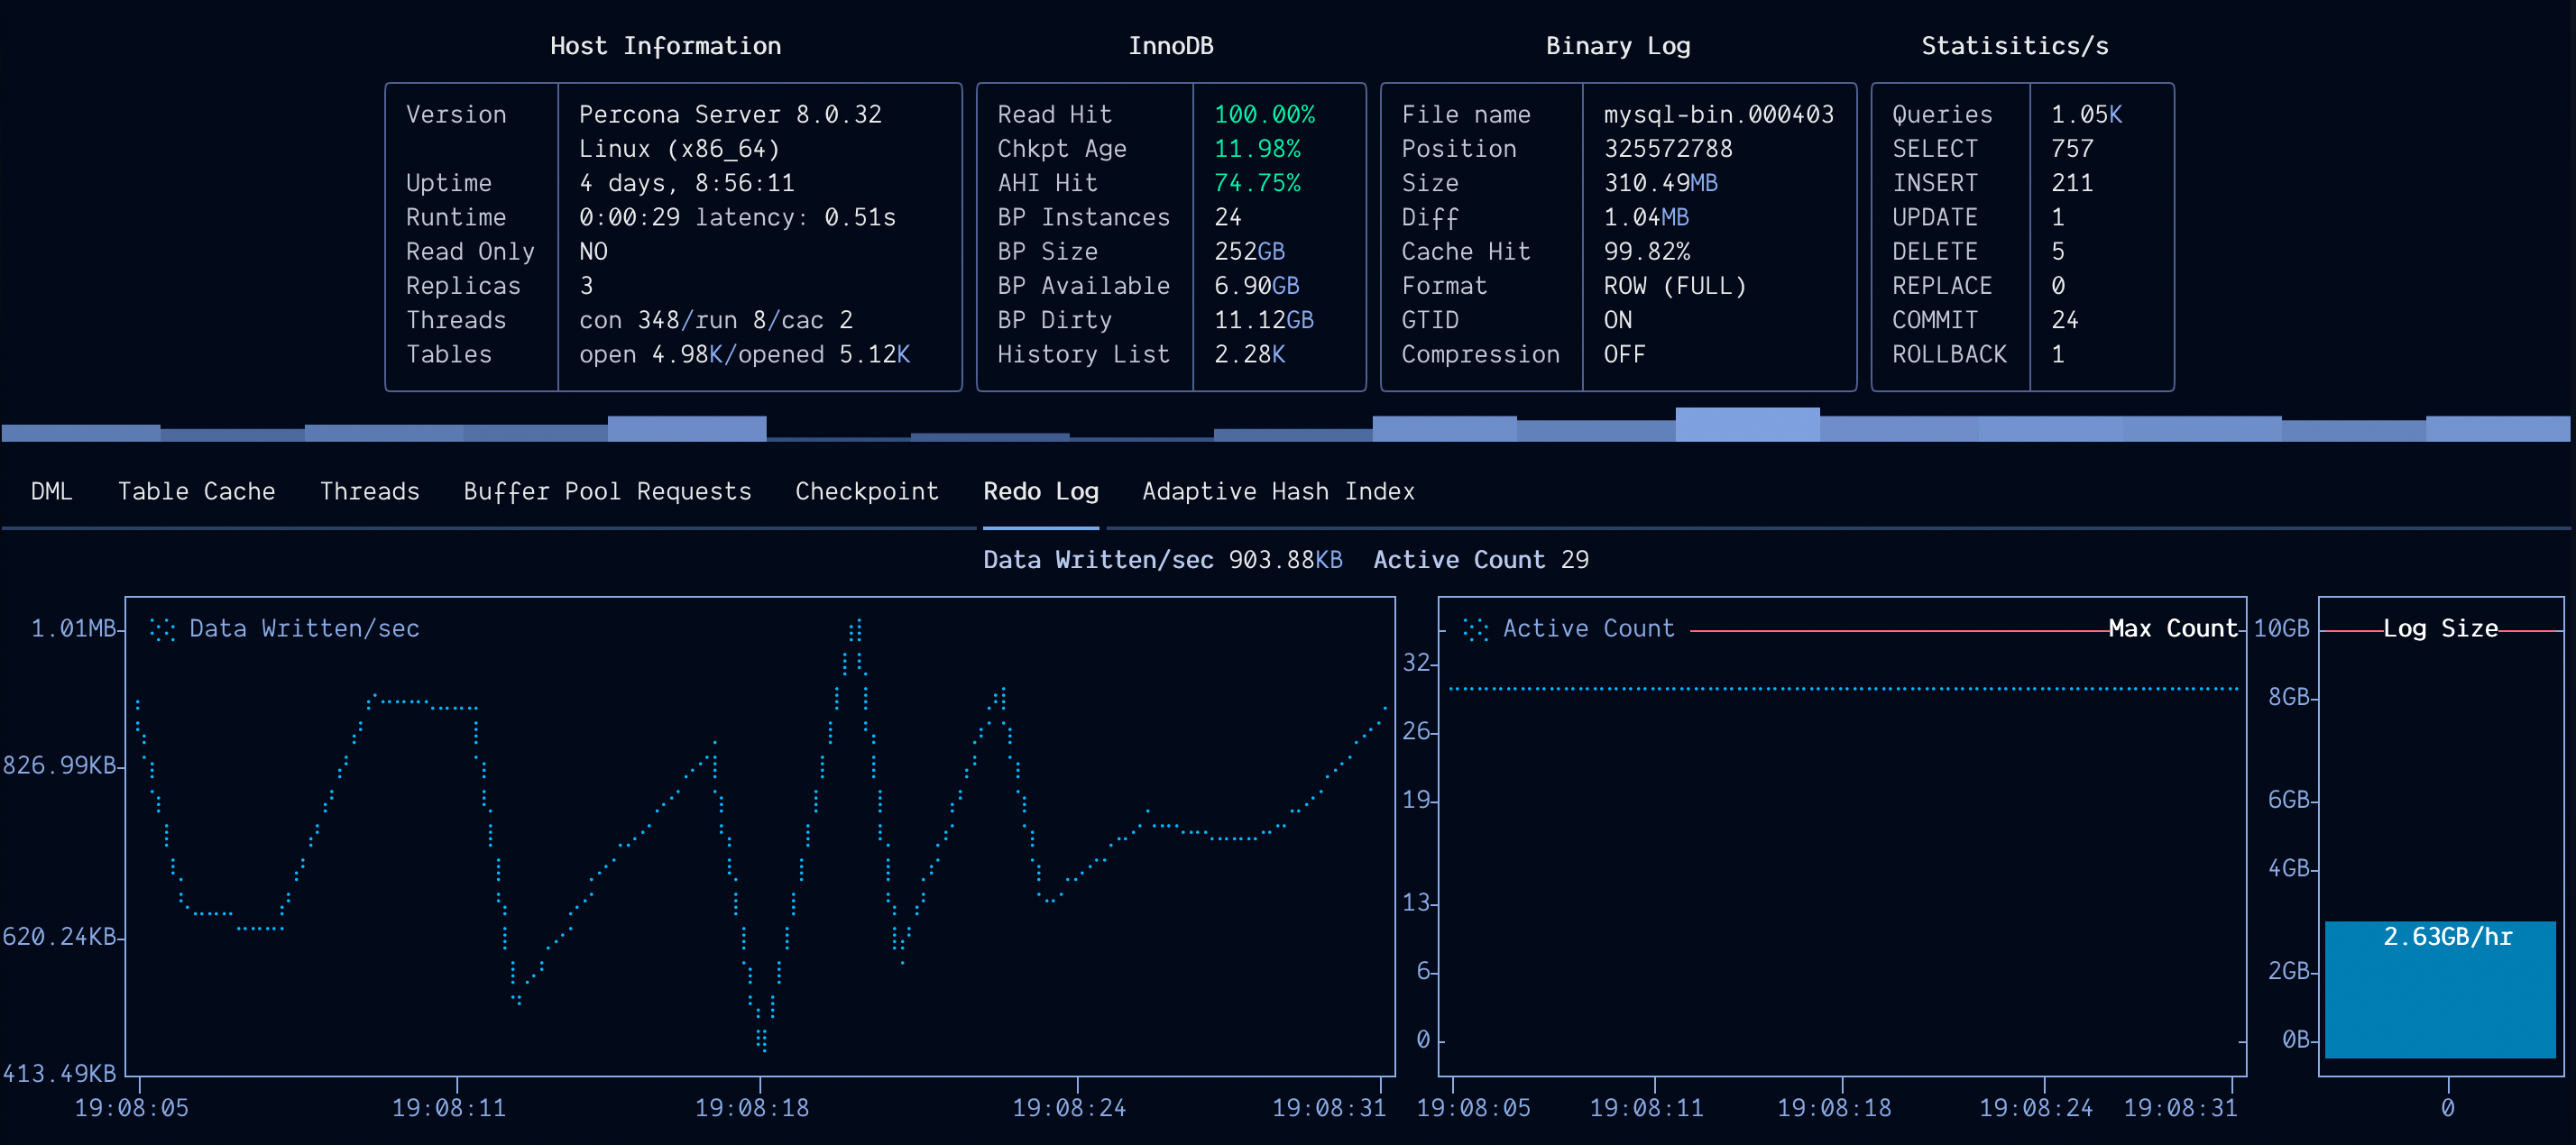 Host Information
Version Percona Server 8.0.32
Linux (x86_64)
Uptime 4 days, 8:56:11
Runtime 0:00:29 latency: 0.51s
Read Only NO
Replicas 3
Threads con 348/run 8/cac 2
Tables open 4.98K/opened 5.12K
InnoDB
Read Hit 100.00%
Chkpt Age 11.98%
AHI Hit 74.75%
BP Instances 24
BP Size 252GB
BP Available 6.90GB
BP Dirty 11.12GB
History List 2.28K
Binary Log
File name mysql-bin.000403
Position 325572788
Size 310.49MB
Diff 1.04MB
Cache Hit 99.82%
Format ROW (FULL)
GTID ON
Compression OFF
Statisitics/s
Queries 1.05K
SELECT 757
INSERT 211
UPDATE 1
DELETE 5
REPLACE 0
COMMIT 24
ROLLBACK 1
DML Table Cache Threads Buffer Pool Requests Checkpoint Redo Log Adaptive Hash Index
Data Written/sec 903.88KB Active Count 29
Data Written/sec
1.01MB
826.99KB
620.24KB
413.49KB
19:08:05 19:08:11 19:08:18 19:08:24 19:08:31
Active Count Max Count
32
26
19
13
6
0
19:08:05 19:08:11 19:08:18 19:08:24 19:08:31
10GB Log Size
8GB
6GB
4GB
2.63GB/hr
2GB
0B
0